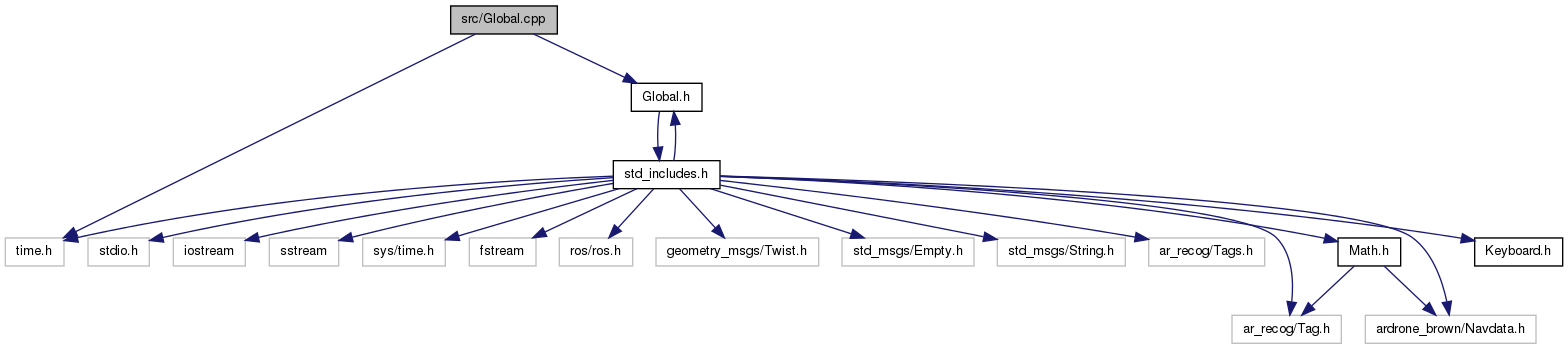 src/Global.cpp
Global.h
std_includes.h
time.h
stdio.h
iostream
sstream
sys/time.h
fstream
ros/ros.h
geometry_msgs/Twist.h
std_msgs/Empty.h
std_msgs/String.h
ar_recog/Tags.h
Math.h
Keyboard.h
ar_recog/Tag.h
ardrone_brown/Navdata.h